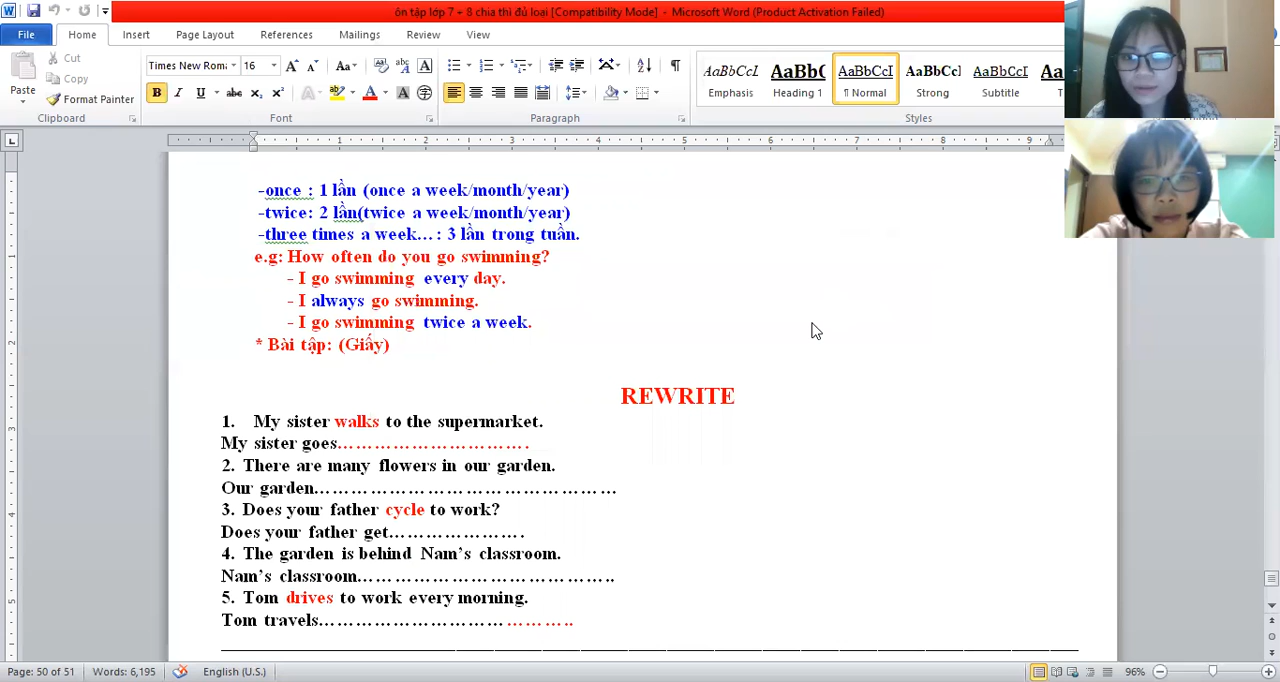 ôn tập lớp 7 + 8 chia thì đủ loại [Compatibility Mode] - Microsoft Word (Product Activation Failed)
File Home Insert Page Layout References Mailings Review View
Cut
Copy
Paste
Format Painter
Times New Roma 16
AaBbCcI AaBbC AaBbCcI AaBbCcI AaBbCcI Aa
Emphasis Heading 1 ¶ Normal Strong Subtitle T
Clipboard Font Paragraph Styles
-once : 1 lần (once a week/month/year)
-twice: 2 lần(twice a week/month/year)
-three times a week… : 3 lần trong tuần.
e.g: How often do you go swimming?
- I go swimming every day.
- I always go swimming.
- I go swimming twice a week.
* Bài tập: (Giấy)
REWRITE
1. My sister walks to the supermarket.
My sister goes………………………….
2. There are many flowers in our garden.
Our garden…………………………………………
3. Does your father cycle to work?
Does your father get………………….
4. The garden is behind Nam’s classroom.
Nam’s classroom…………………………………..
5. Tom drives to work every morning.
Tom travels……………………………………..
Page: 50 of 51 Words: 6,195 English (U.S.) 96%